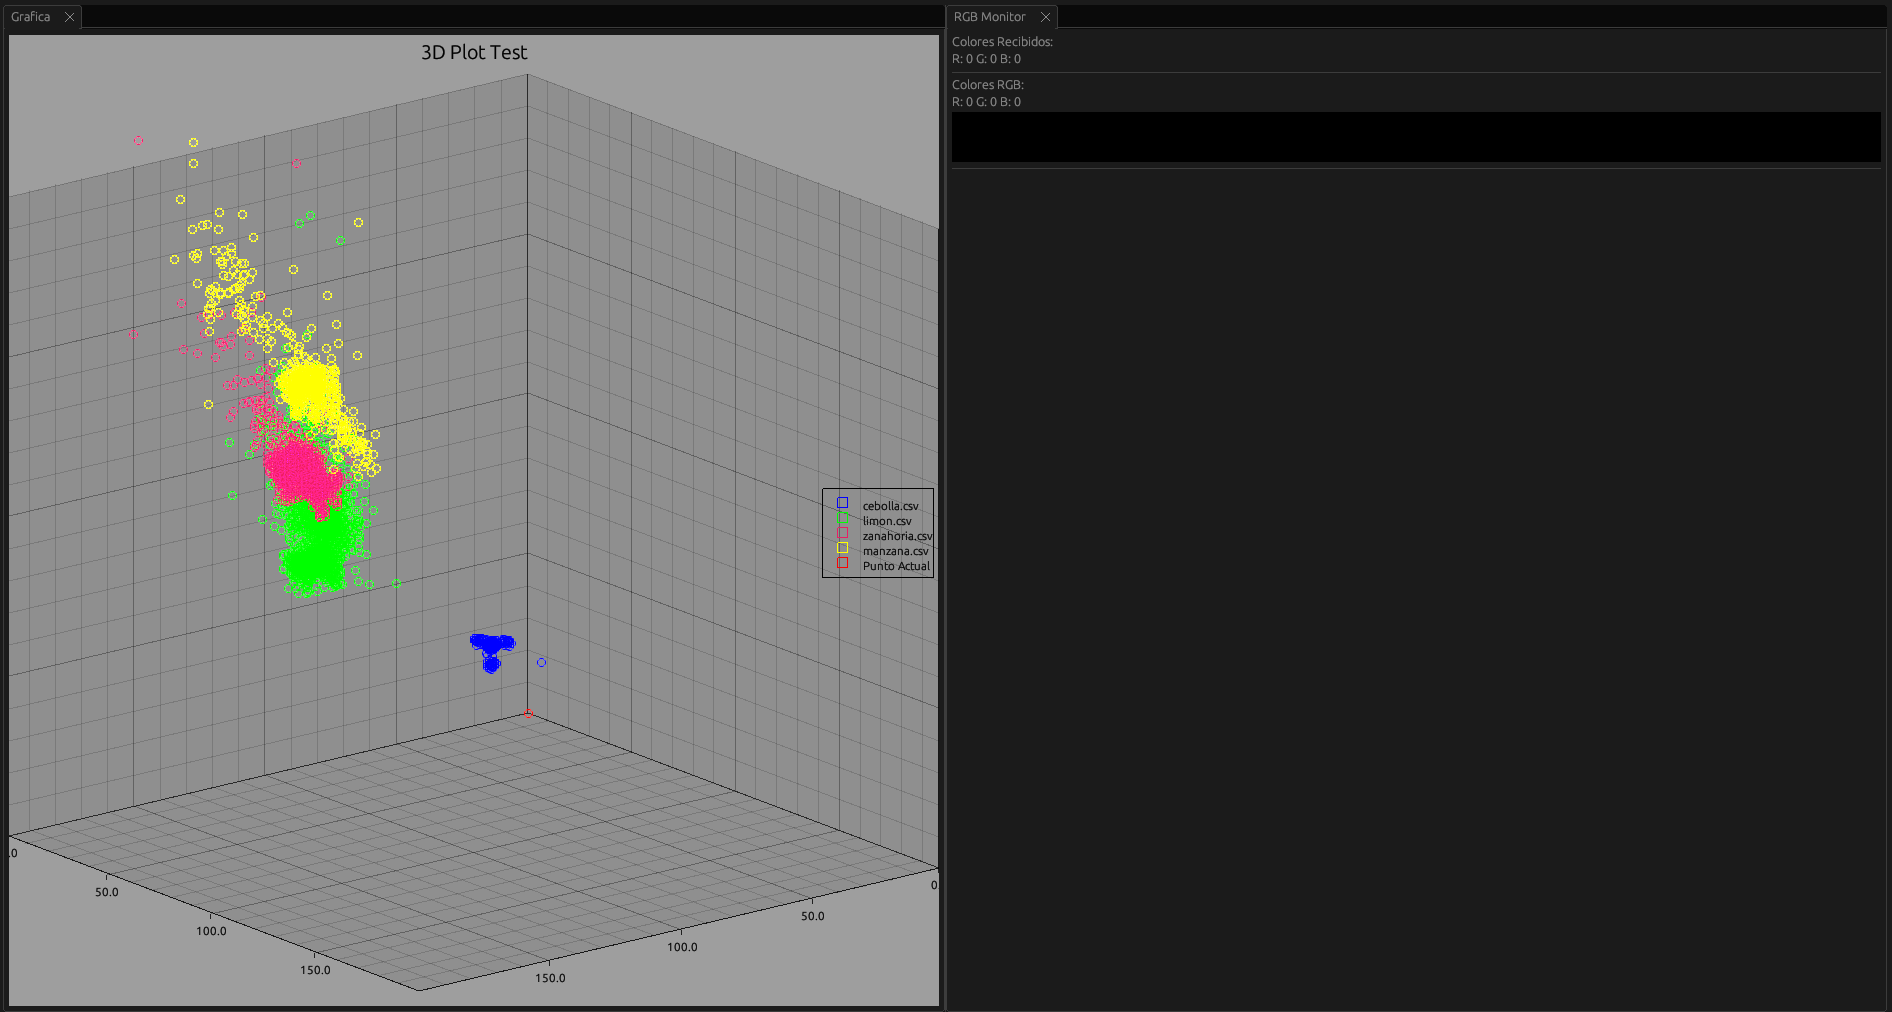 Grafica
3D Plot Test
cebolla.csv
limon.csv
zanahoria.csv
manzana.csv
Punto Actual
.0
50.0
100.0
150.0
150.0
100.0
50.0
0.
RGB Monitor
Colores Recibidos:
R: 0 G: 0 B: 0
Colores RGB:
R: 0 G: 0 B: 0